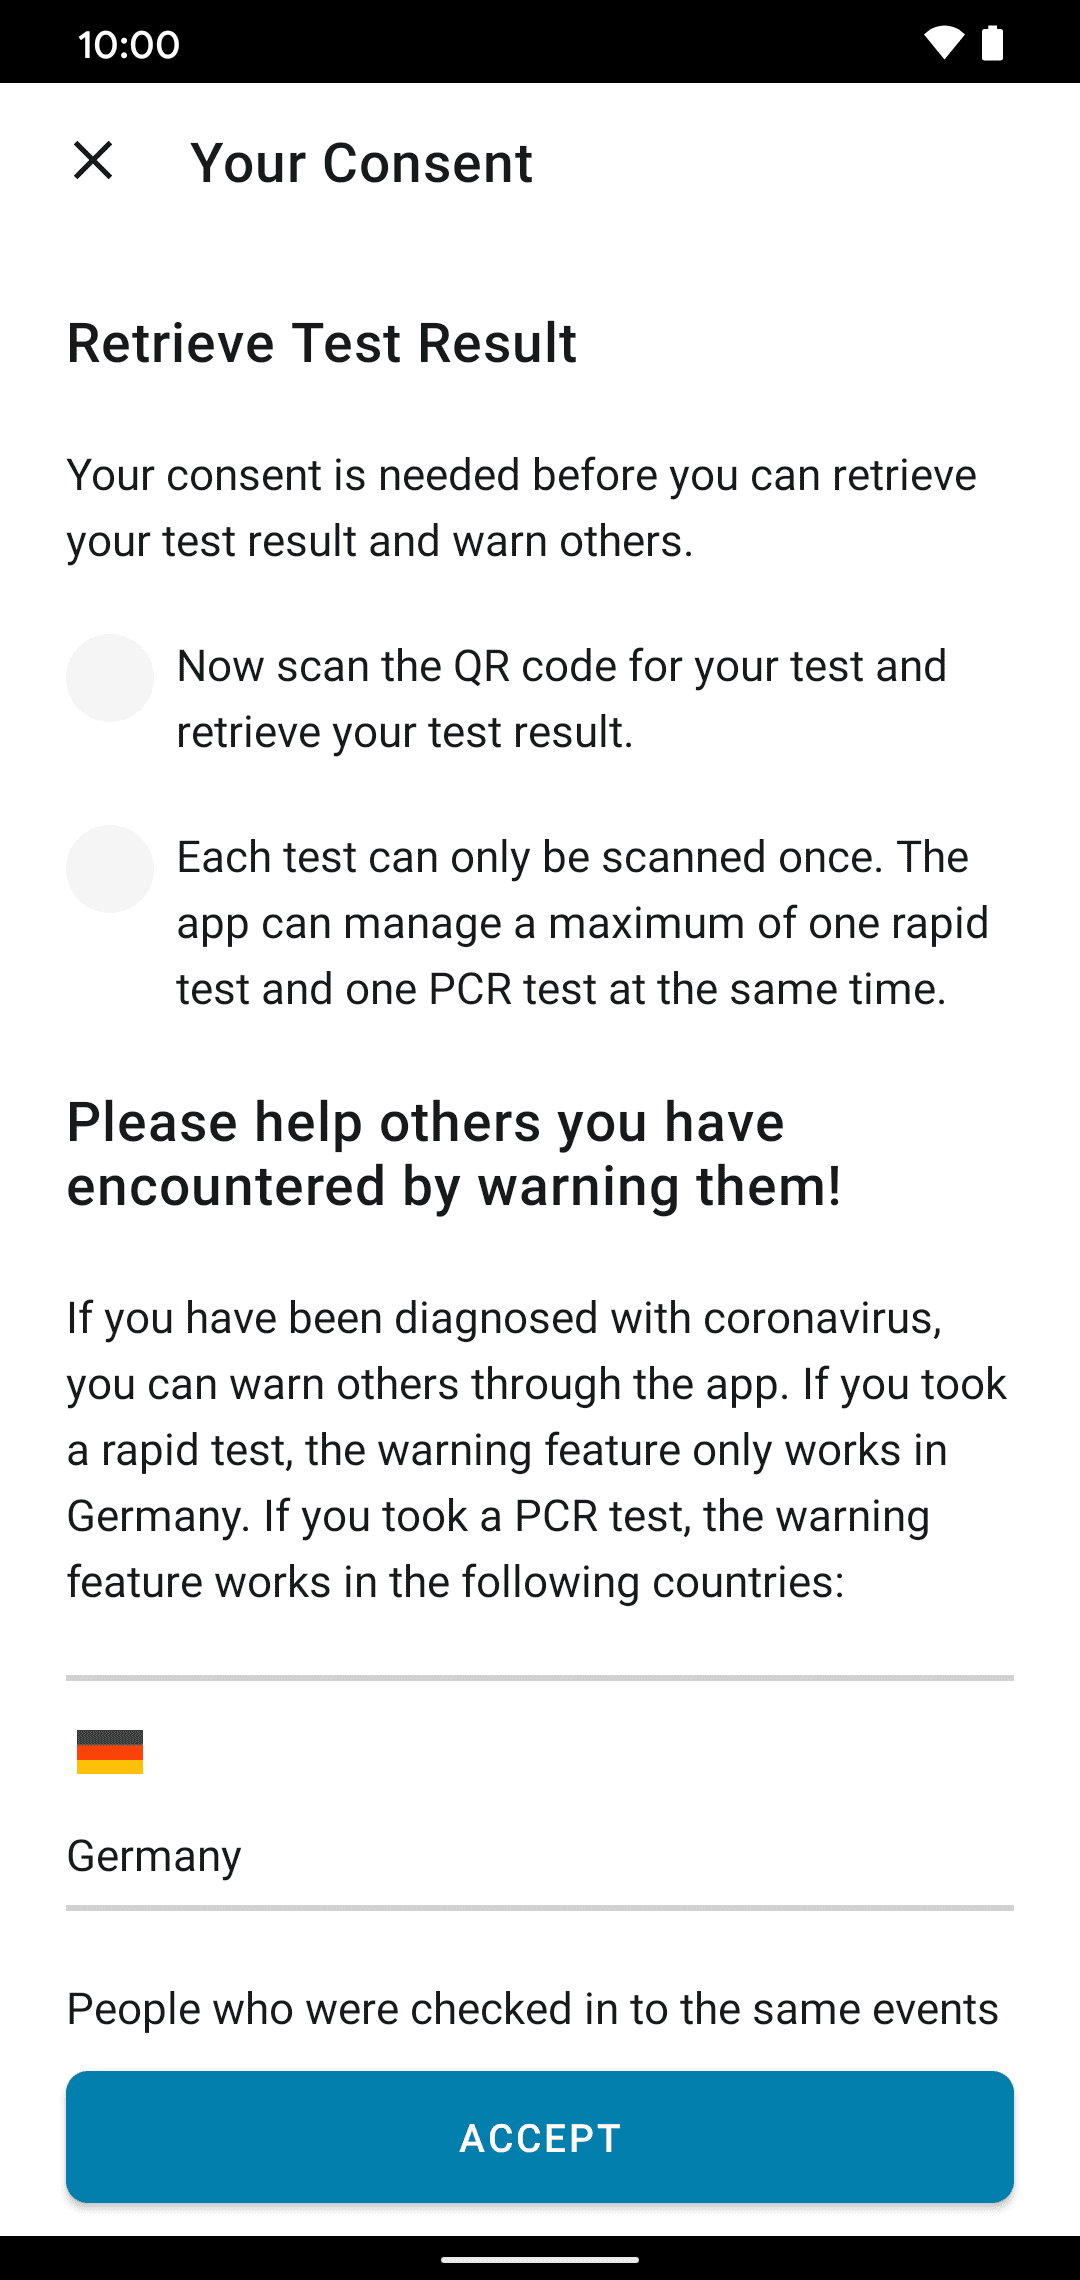 10:00
Your Consent
Retrieve Test Result
Your consent is needed before you can retrieve
your test result and warn others.
Now scan the QR code for your test and
retrieve your test result.
Each test can only be scanned once. The
app can manage a maximum of one rapid
test and one PCR test at the same time.
Please help others you have
encountered by warning them!
If you have been diagnosed with coronavirus,
you can warn others through the app. If you took
a rapid test, the warning feature only works in
Germany. If you took a PCR test, the warning
feature works in the following countries:
Germany
People who were checked in to the same events
ACCEPT